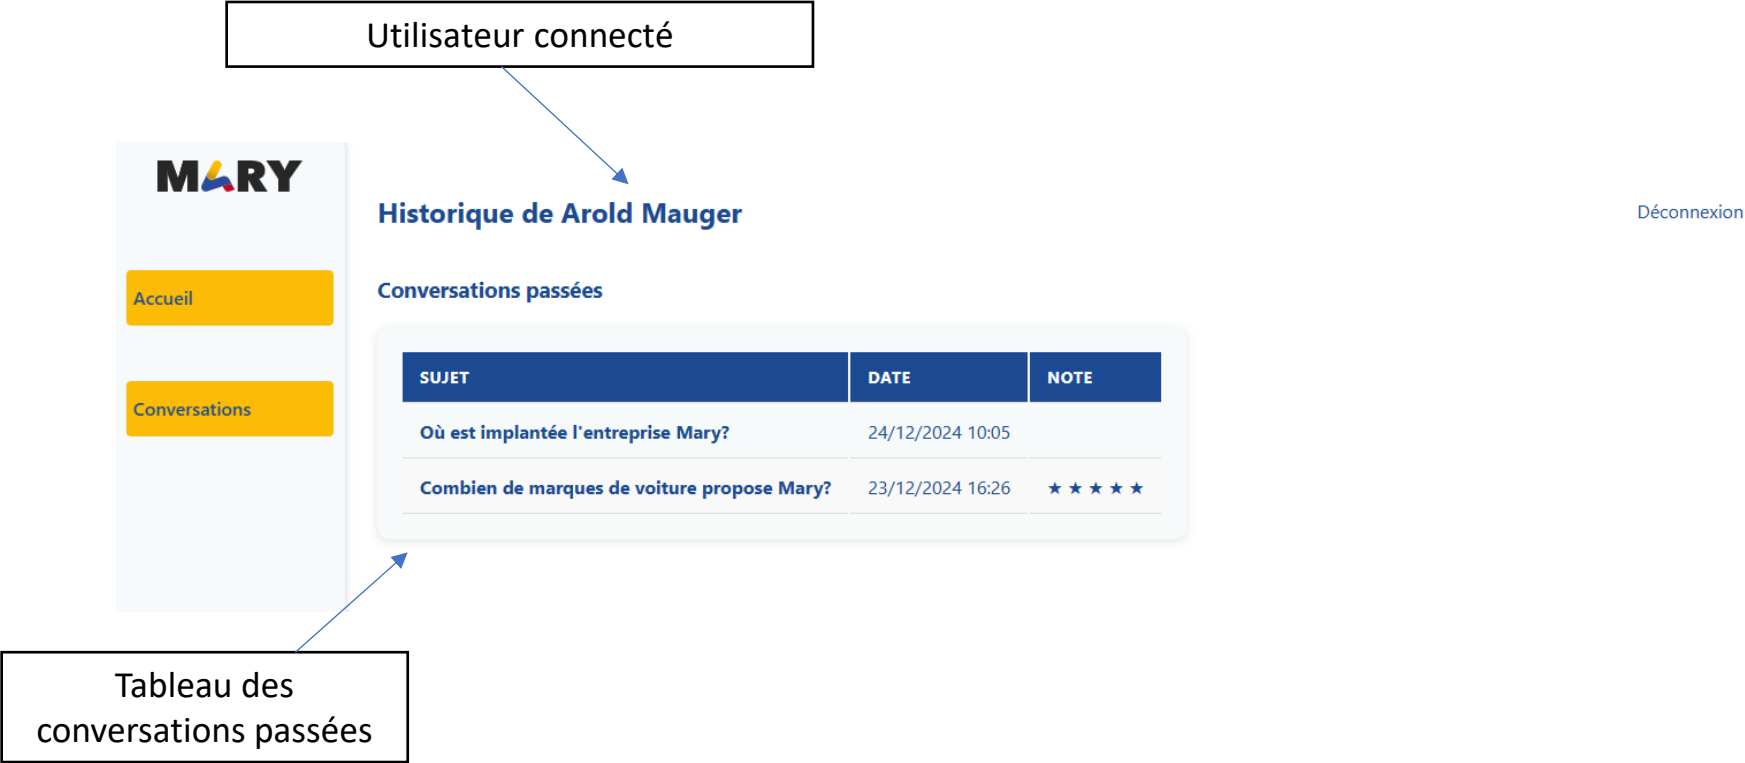 Utilisateur connecté
MARY
Historique de Arold Mauger
Déconnexion
Accueil
Conversations passées
SUJET DATE NOTE
Conversations
Où est implantée l'entreprise Mary? 24/12/2024 10:05
Combien de marques de voiture propose Mary? 23/12/2024 16:26 ★★★★★
Tableau des
conversations passées